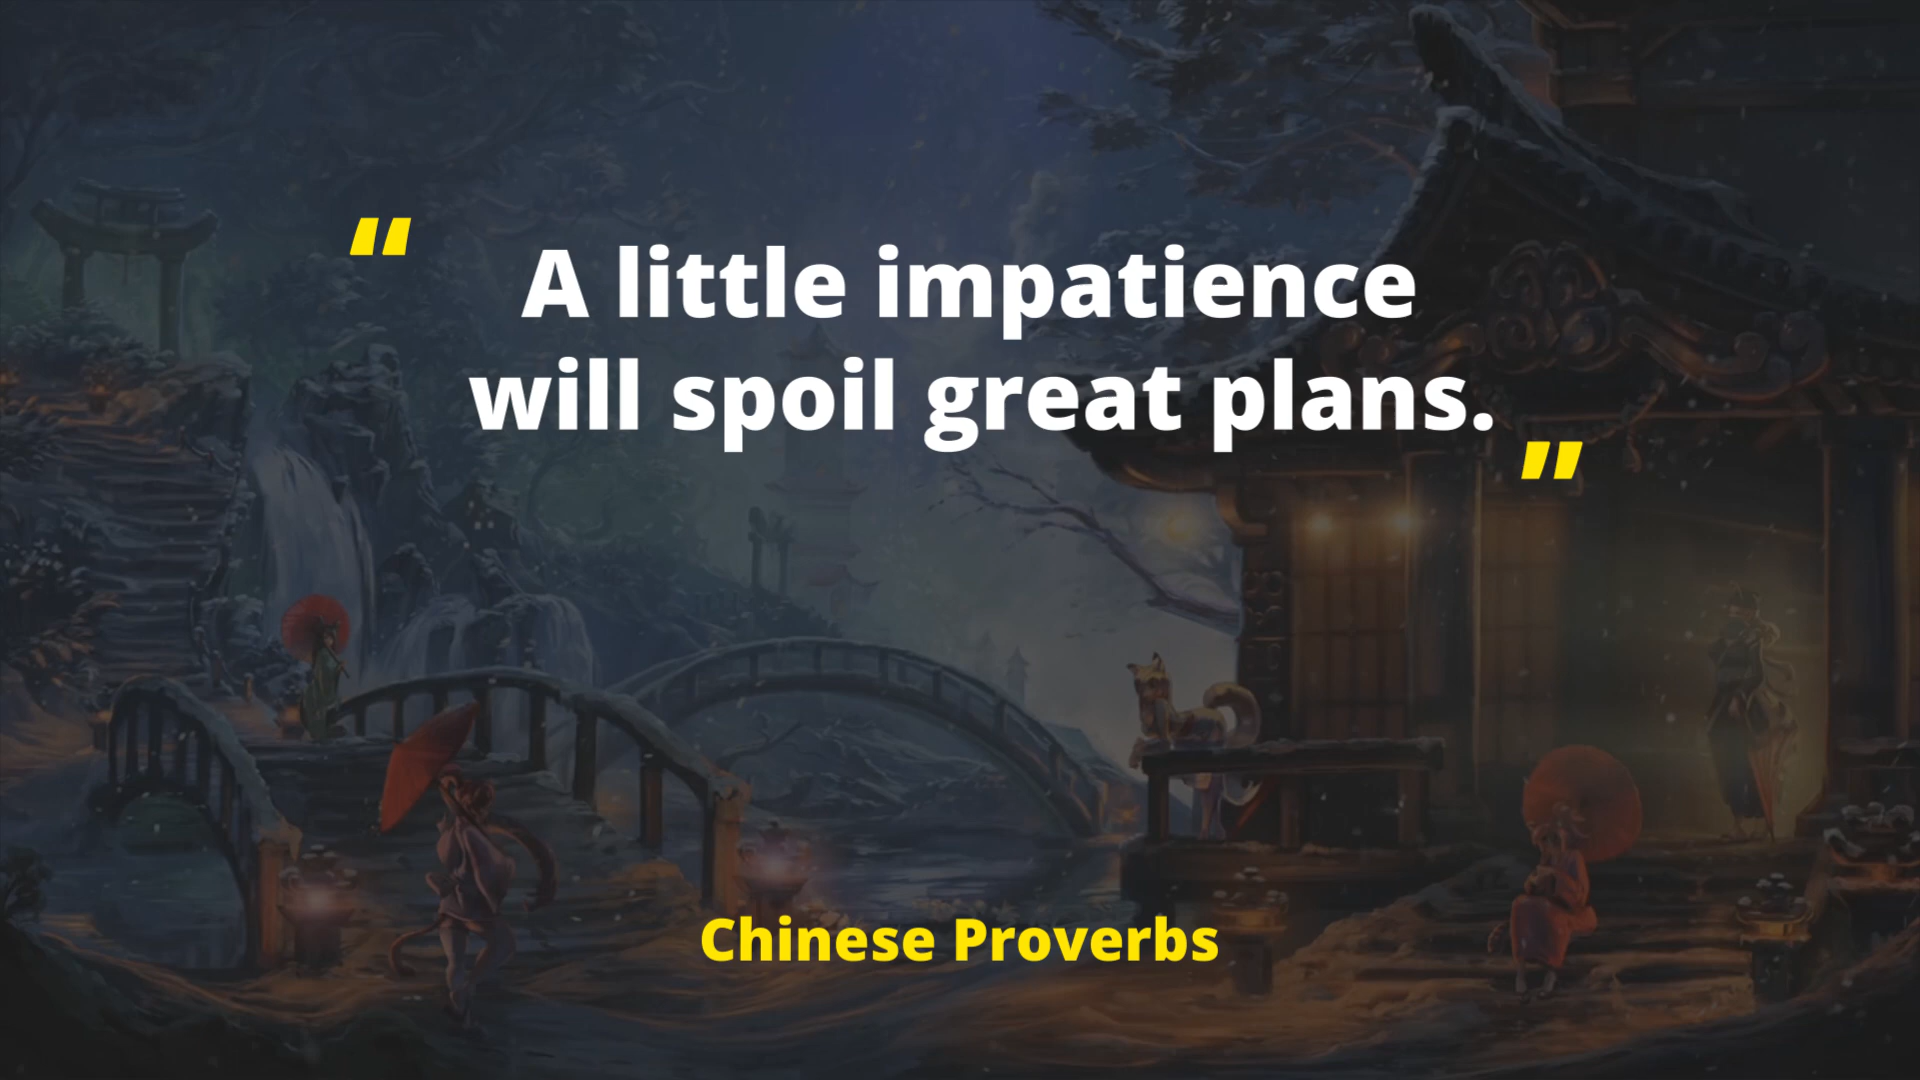 “ A little impatience
will spoil great plans. ”
Chinese Proverbs